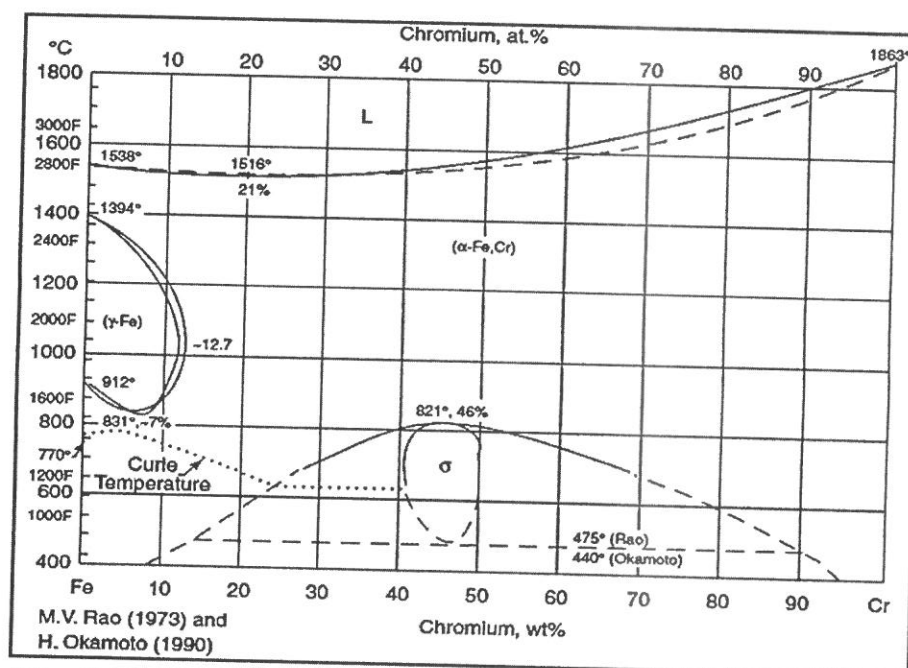 Chromium, at.%
°C 0 10 20 30 40 50 60 70 80 90 1863°
1800
L
3000F
1600
2800F 1538° 1516°
21%
1400 1394°
2400F (α-Fe,Cr)
1200
2000F (γ-Fe)
~12.7
1000
912°
1600F 821°, 46%
800 831°, ~7%
770° Curie σ
1200F Temperature
600
1000F
475° (Rao)
440° (Okamoto)
400
Fe 10 20 30 40 50 60 70 80 90 Cr
Chromium, wt%
M.V. Rao (1973) and
H. Okamoto (1990)